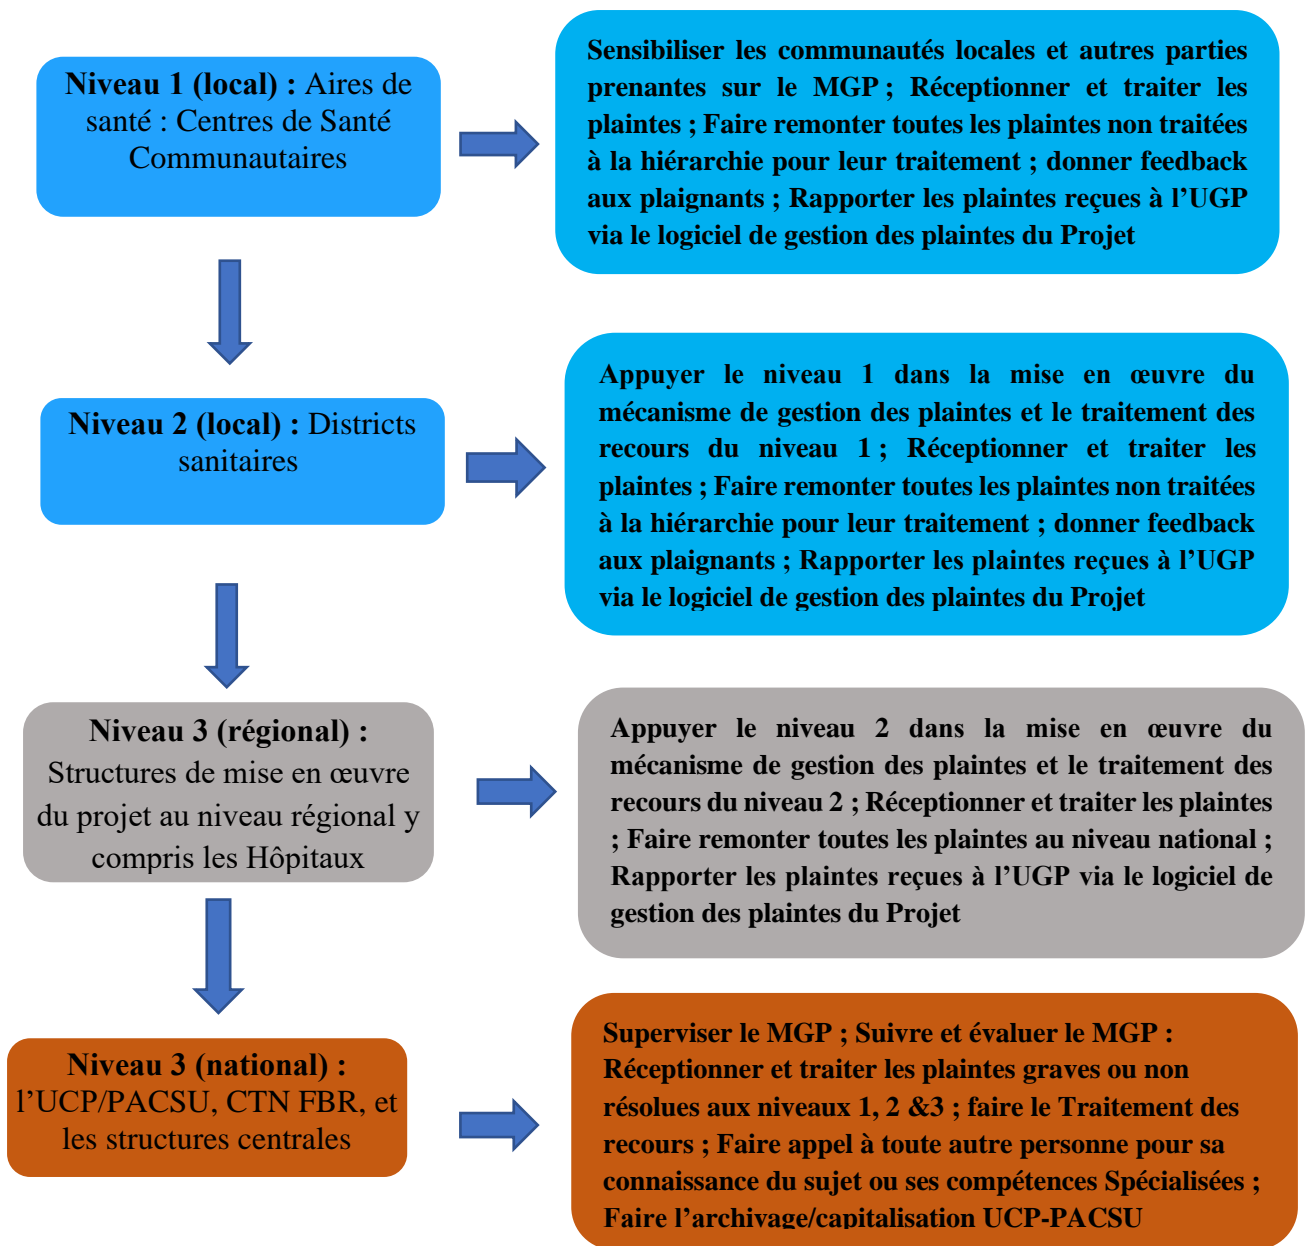 Niveau 1 (local) : Aires de
santé : Centres de Santé
Communautaires
Sensibiliser les communautés locales et autres parties
prenantes sur le MGP ; Réceptionner et traiter les
plaintes ; Faire remonter toutes les plaintes non traitées
à la hiérarchie pour leur traitement ; donner feedback
aux plaignants ; Rapporter les plaintes reçues à l’UGP
via le logiciel de gestion des plaintes du Projet
Niveau 2 (local) : Districts
sanitaires
Appuyer le niveau 1 dans la mise en œuvre du
mécanisme de gestion des plaintes et le traitement des
recours du niveau 1 ; Réceptionner et traiter les
plaintes ; Faire remonter toutes les plaintes non traitées
à la hiérarchie pour leur traitement ; donner feedback
aux plaignants ; Rapporter les plaintes reçues à l’UGP
via le logiciel de gestion des plaintes du Projet
Niveau 3 (régional) :
Structures de mise en œuvre
du projet au niveau régional y
compris les Hôpitaux
Appuyer le niveau 2 dans la mise en œuvre du
mécanisme de gestion des plaintes et le traitement des
recours du niveau 2 ; Réceptionner et traiter les plaintes
; Faire remonter toutes les plaintes au niveau national ;
Rapporter les plaintes reçues à l’UGP via le logiciel de
gestion des plaintes du Projet
Niveau 3 (national) :
l’UCP/PACSU, CTN FBR, et
les structures centrales
Superviser le MGP ; Suivre et évaluer le MGP :
Réceptionner et traiter les plaintes graves ou non
résolues aux niveaux 1, 2 &3 ; faire le Traitement des
recours ; Faire appel à toute autre personne pour sa
connaissance du sujet ou ses compétences Spécialisées ;
Faire l’archivage/capitalisation UCP-PACSU